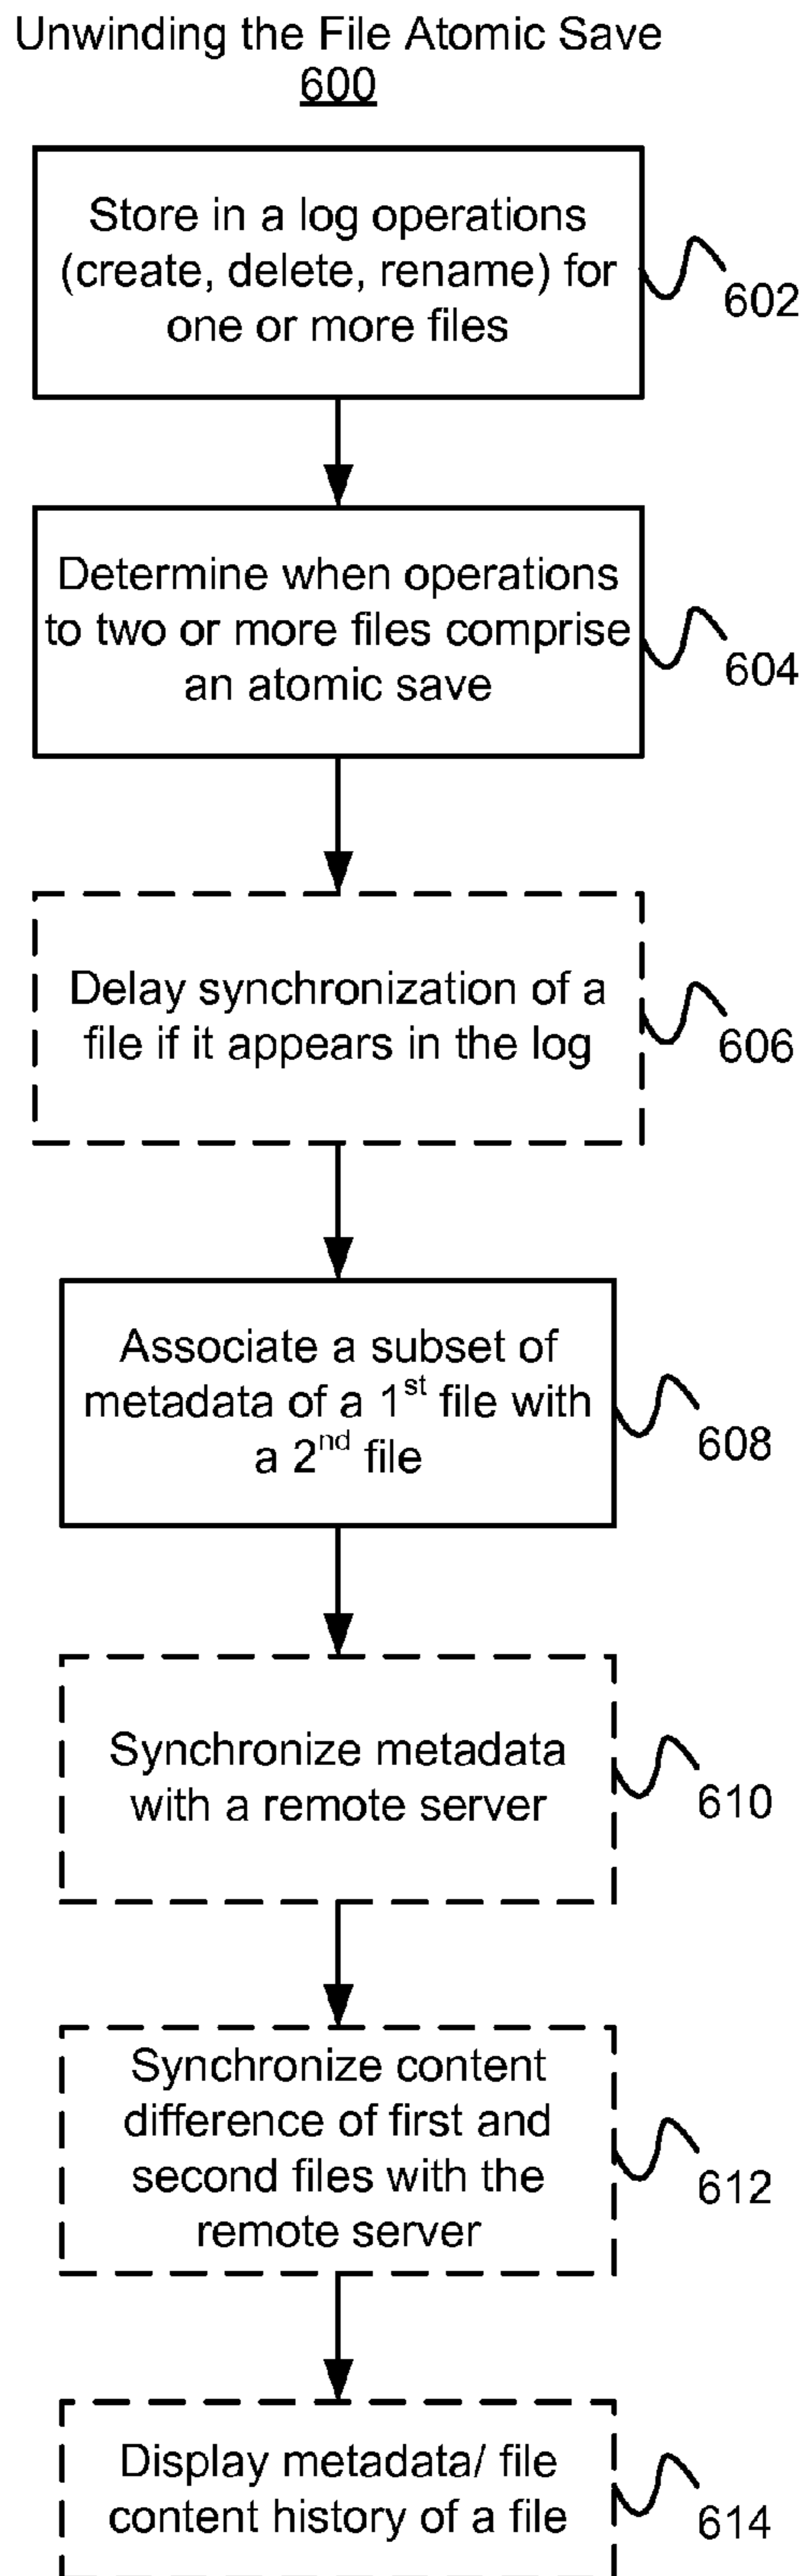 Unwinding the File Atomic Save
600
Store in a log operations
(create, delete, rename) for
one or more files
602
Determine when operations
to two or more files comprise
an atomic save
604
Delay synchronization of a
file if it appears in the log
606
Associate a subset of
metadata of a 1st file with
a 2nd file
608
Synchronize metadata
with a remote server
610
Synchronize content
difference of first and
second files with the
remote server
612
Display metadata/ file
content history of a file
614